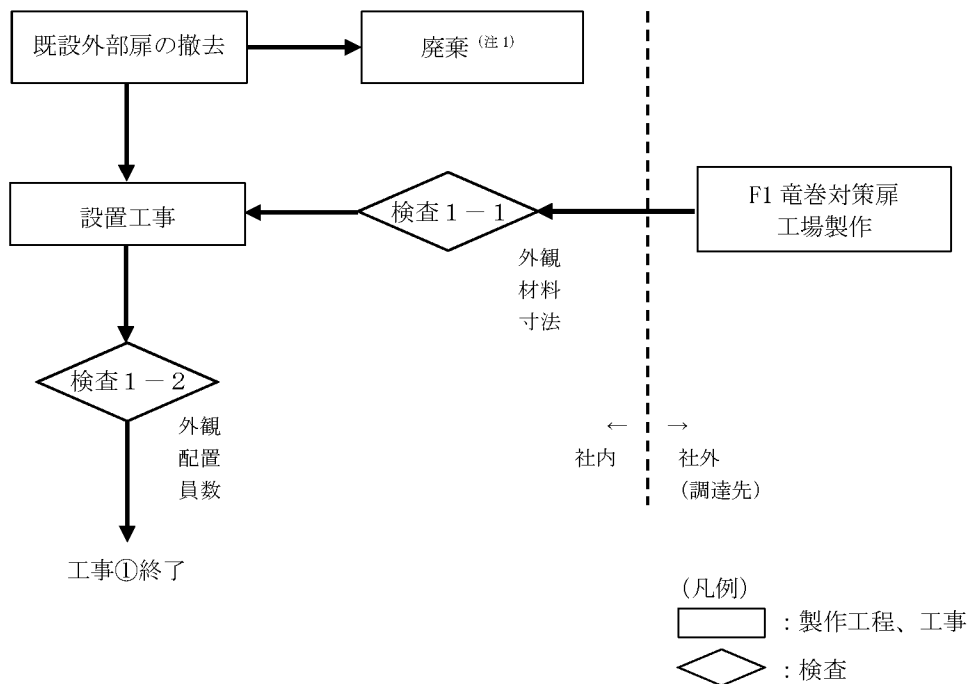 既設外部扉の撤去
廃棄(注1)
設置工事
検査1-1
F1 竜巻対策扉
工場製作
外観
材料
寸法
検査1-2
外観
配置
員数
← →
社内 社外
(調達先)
工事①終了
(凡例)
:製作工程、工事
:検査